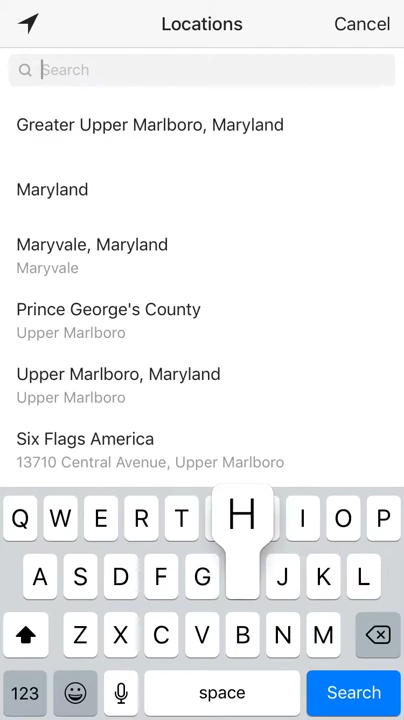 Locations Cancel
Search
Greater Upper Marlboro, Maryland
Maryland
Maryvale, Maryland
Maryvale
Prince George's County
Upper Marlboro
Upper Marlboro, Maryland
Upper Marlboro
Six Flags America
13710 Central Avenue, Upper Marlboro
Q W E R T H I O P
A S D F G J K L
Z X C V B N M
123 space Search